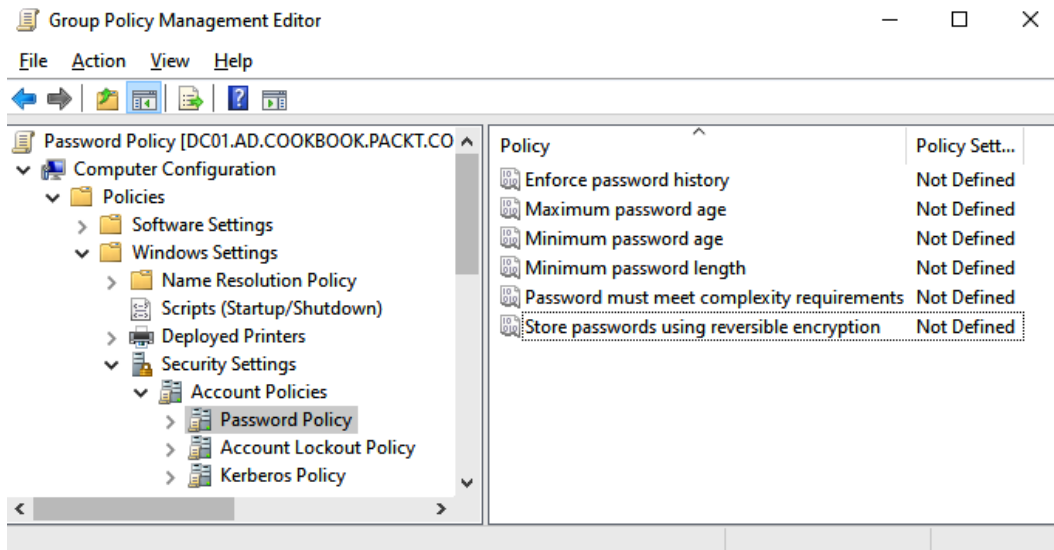 Group Policy Management Editor
File Action View Help
Password Policy [DC01.AD.COOKBOOK.PACKT.CO
Computer Configuration
Policies
Software Settings
Windows Settings
Name Resolution Policy
Scripts (Startup/Shutdown)
Deployed Printers
Security Settings
Account Policies
Password Policy
Account Lockout Policy
Kerberos Policy
Policy Policy Sett...
Enforce password history Not Defined
Maximum password age Not Defined
Minimum password age Not Defined
Minimum password length Not Defined
Password must meet complexity requirements Not Defined
Store passwords using reversible encryption Not Defined